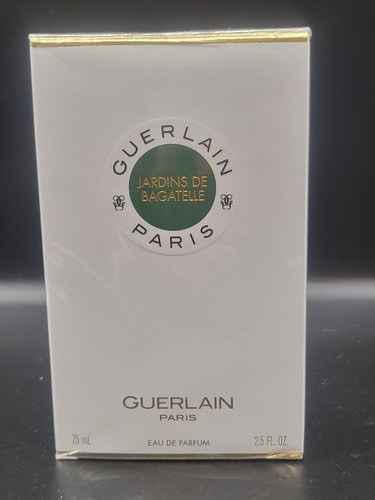 GUERLAIN
JARDINS DE
BAGATELLE
PARIS
GUERLAIN
PARIS
75 mL EAU DE PARFUM 2.5 FL. OZ.